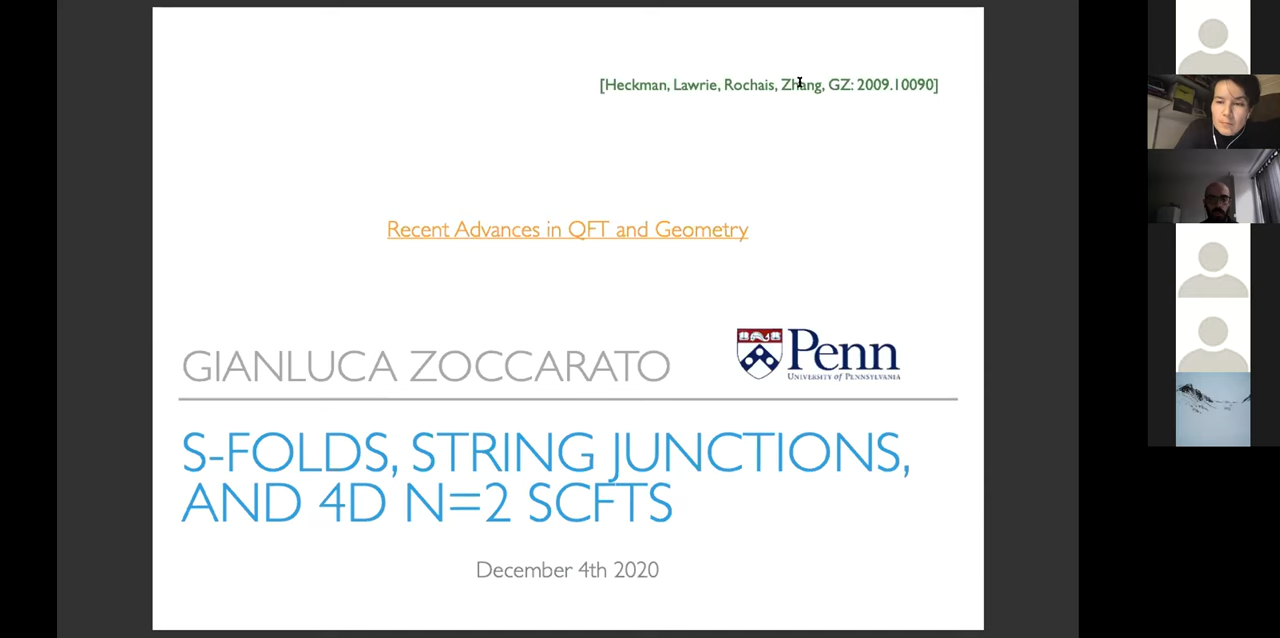 [Heckman, Lawrie, Rochais, Zhang, GZ: 2009.10090]
Recent Advances in QFT and Geometry
GIANLUCA ZOCCARATO
Penn
UNIVERSITY of PENNSYLVANIA
S-FOLDS, STRING JUNCTIONS,
AND 4D N=2 SCFTS
December 4th 2020